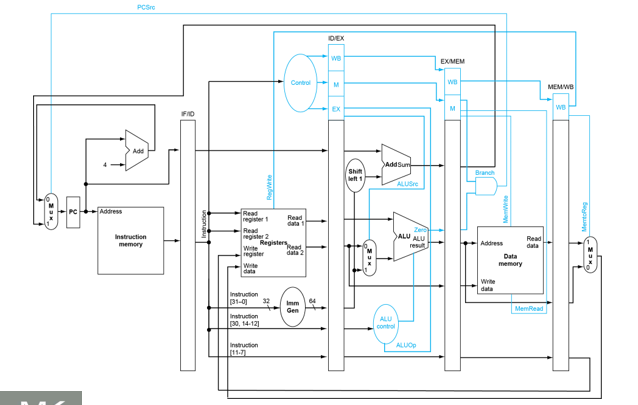 PCSrc
ID/EX
EX/MEM
MEM/WB
IF/ID
Control
WB
M
EX
WB
M
WB
Add
4
Shift
left 1
AddSum
ALUSrc
Branch
RegWrite
MemWrite
MemtoReg
0
M
u
x
1
PC
Address
Instruction
memory
Instruction
Read
register 1
Read
register 2
Registers
Write
register
Write
data
Read
data 1
Read
data 2
0
M
u
x
1
Zero
ALU
ALU
result
Address
Read
data
Data
memory
Write
data
MemRead
1
M
u
x
0
Instruction
[31–0]
32
Imm
Gen
64
Instruction
[30, 14-12]
ALU
control
ALUOp
Instruction
[11-7]